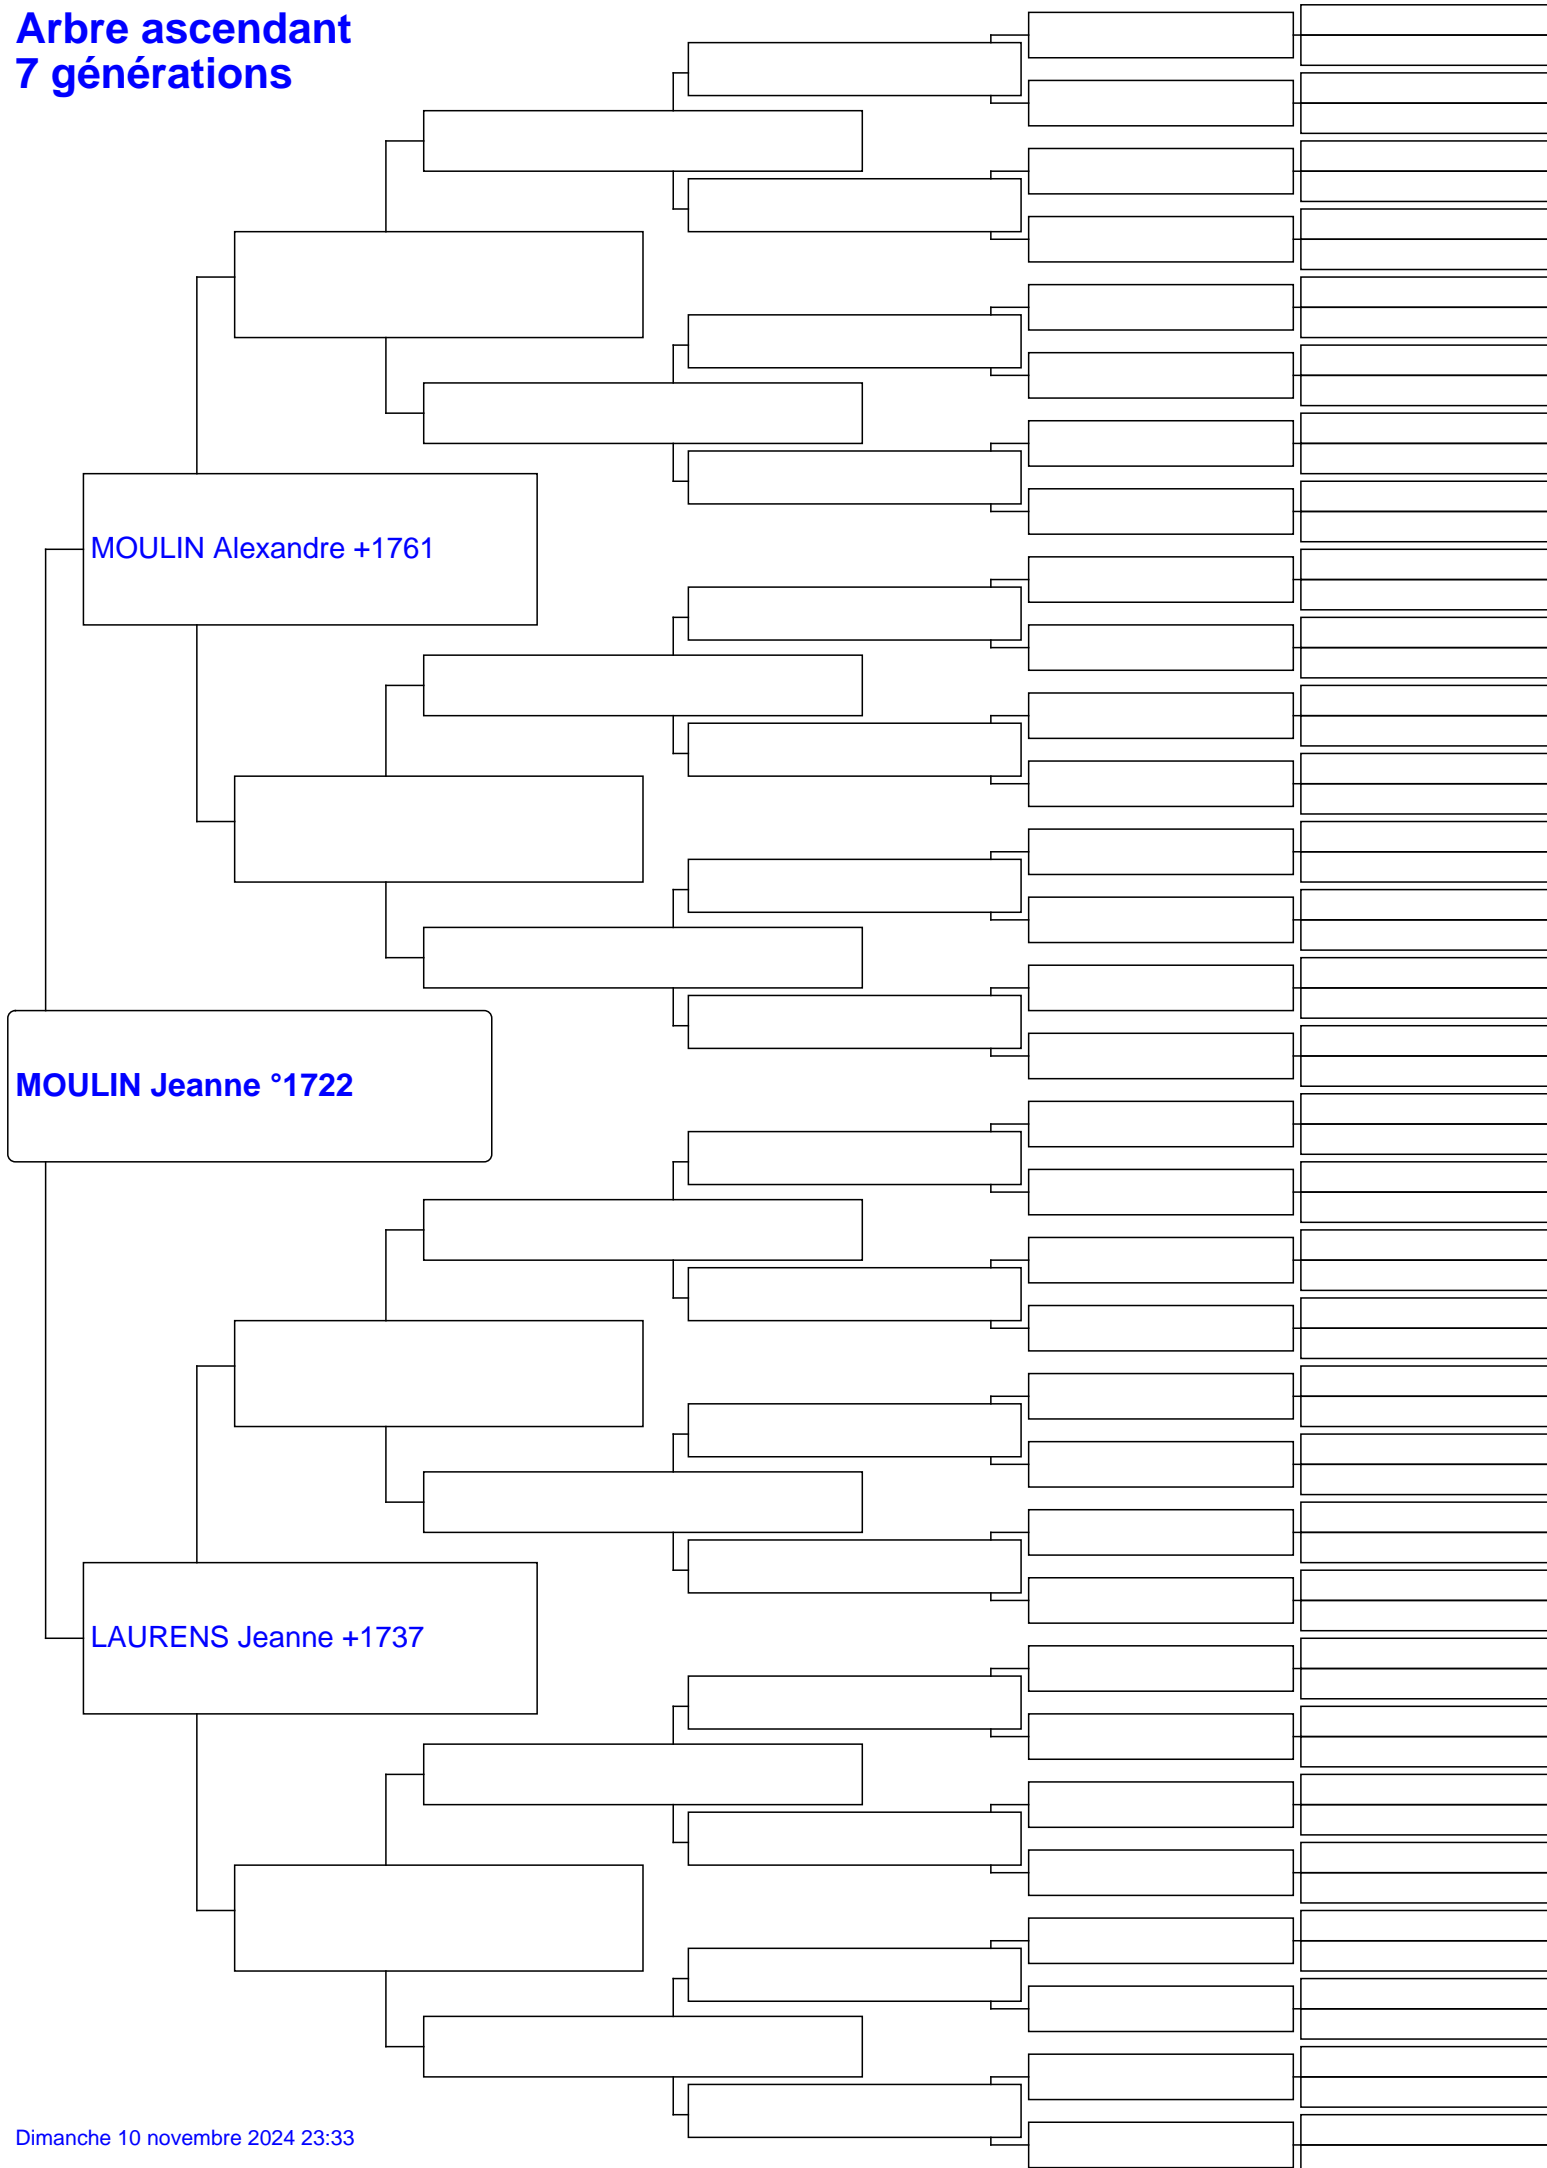 Arbre ascendant
7 générations
MOULIN Alexandre +1761
MOULIN Jeanne °1722
LAURENS Jeanne +1737
Dimanche 10 novembre 2024 23:33